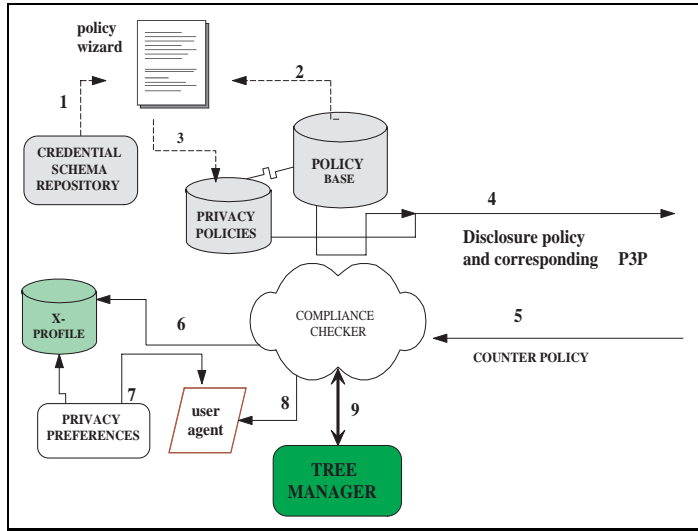 policy
wizard
1
2
3
CREDENTIAL
SCHEMA
REPOSITORY
POLICY
BASE
PRIVACY
POLICIES
4
Disclosure policy
and corresponding P3P
X-
PROFILE
6
COMPLIANCE
CHECKER
5
COUNTER POLICY
7
PRIVACY
PREFERENCES
user
agent
8
9
TREE
MANAGER